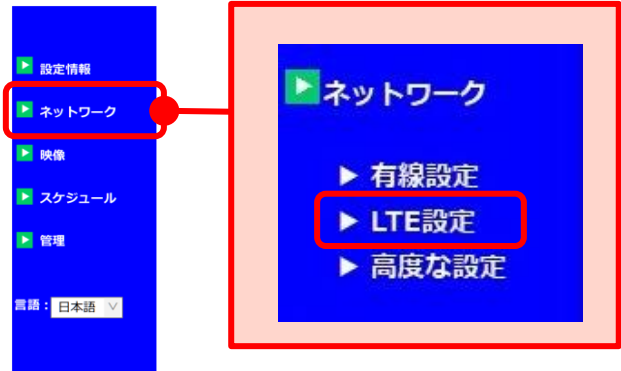 設定情報
ネットワーク
映像
スケジュール
管理
言語：日本語
ネットワーク
有線設定
LTE設定
高度な設定